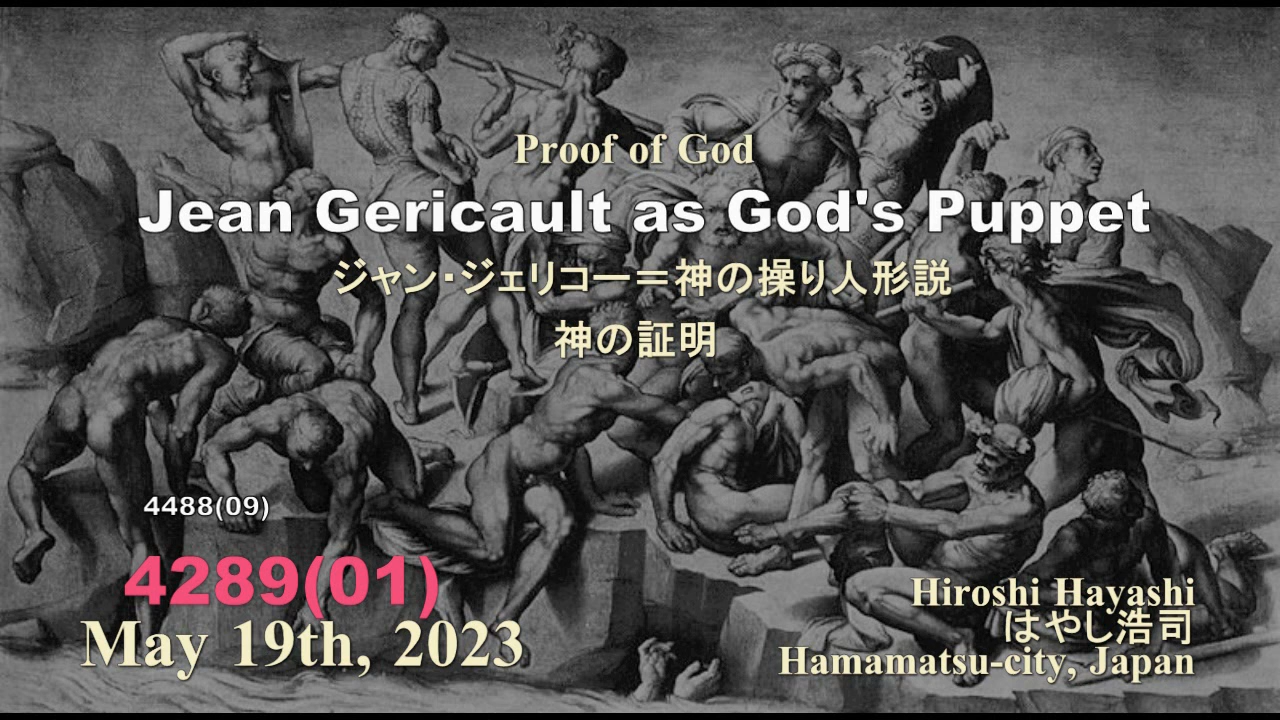 Proof of God
Jean Gericault as God's Puppet
ジャン・ジェリコー＝神の操り人形説
神の証明
4488(09)
4289(01)
May 19th, 2023
Hiroshi Hayashi
はやし浩司
Hamamatsu-city, Japan